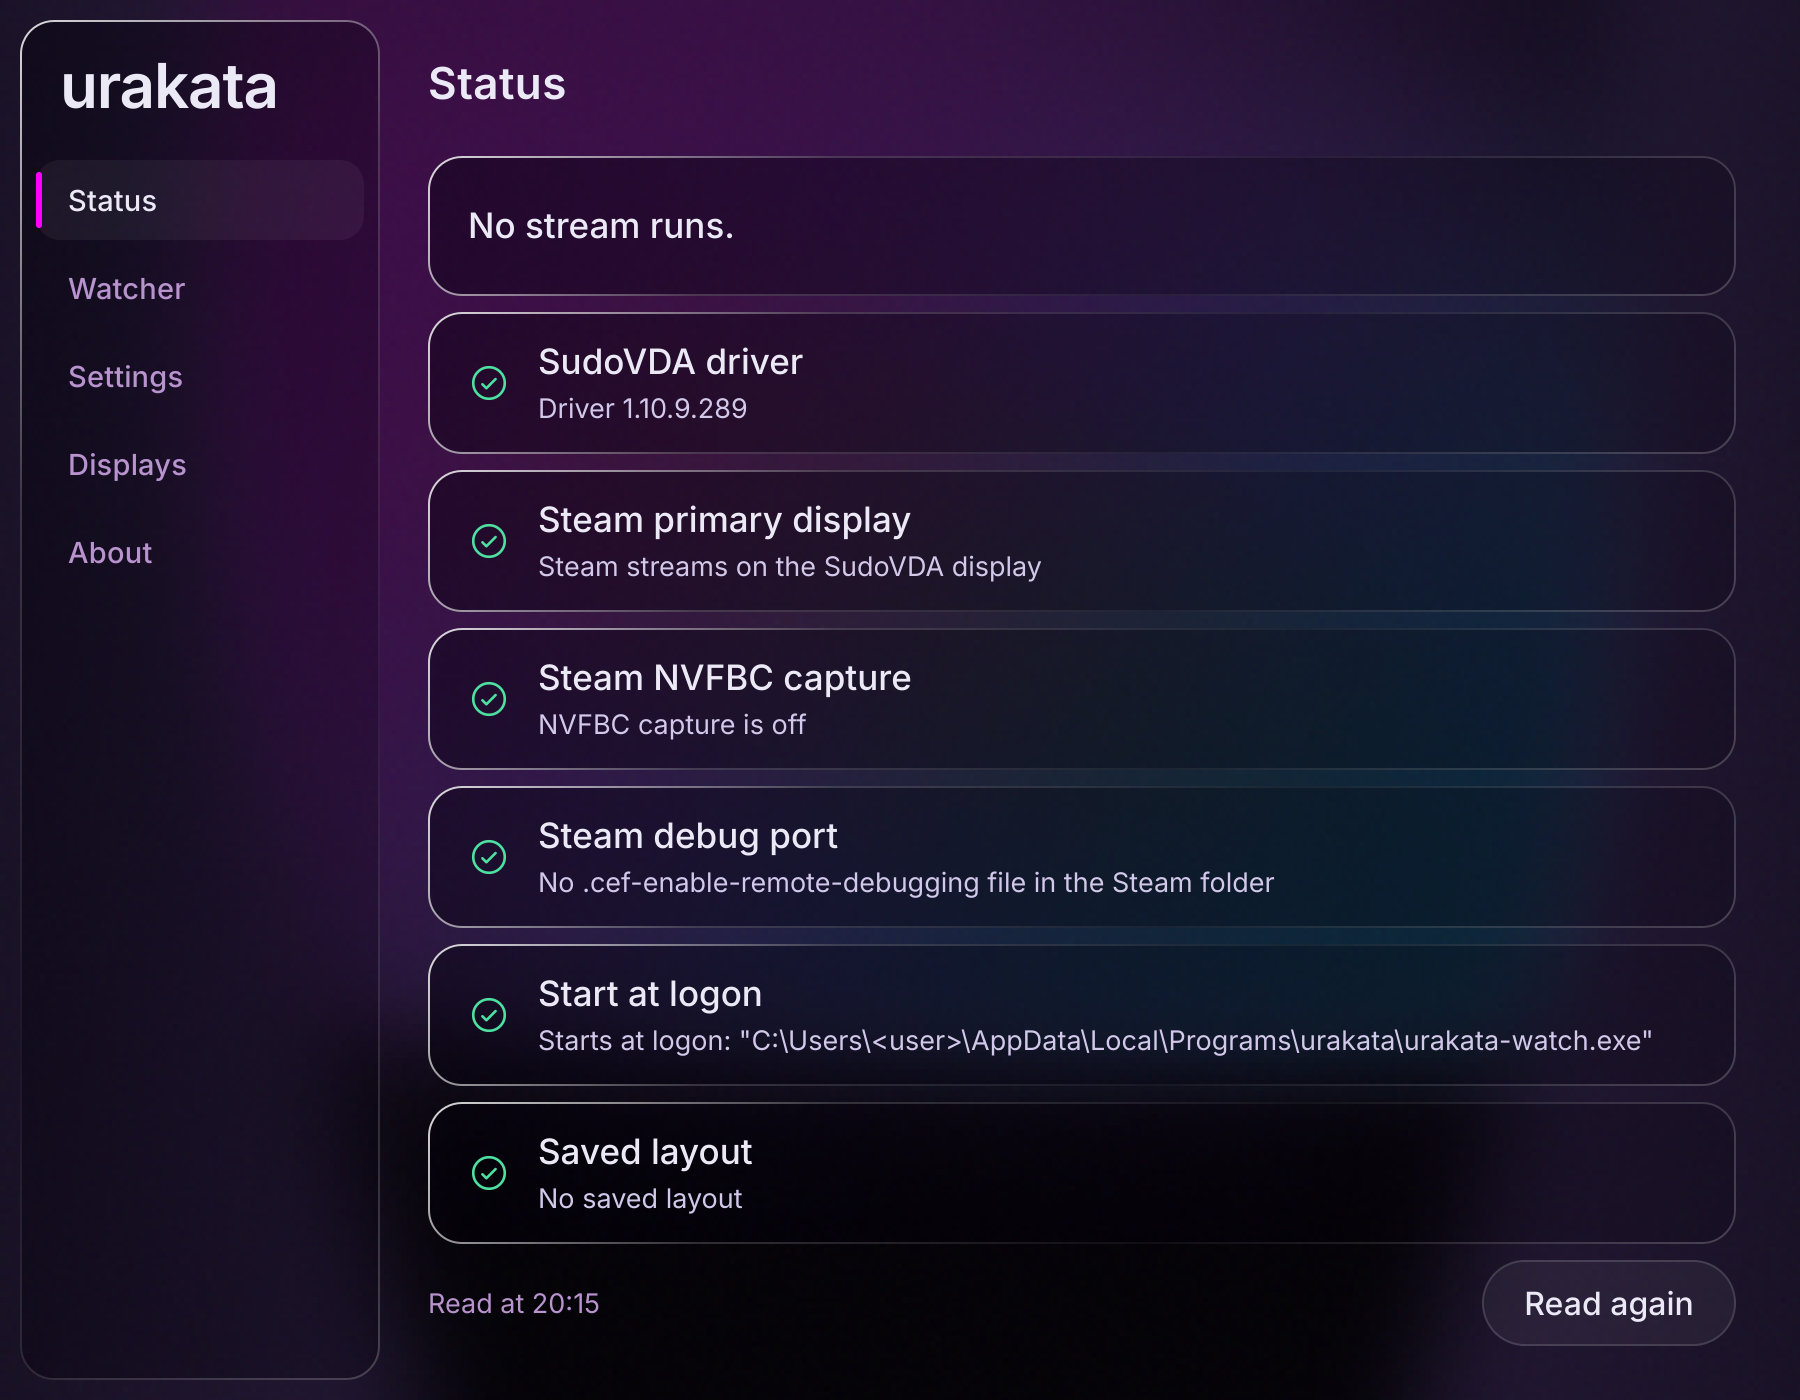 urakata
Status
Watcher
Settings
Displays
About
Status
No stream runs.
SudoVDA driver
Driver 1.10.9.289
Steam primary display
Steam streams on the SudoVDA display
Steam NVFBC capture
NVFBC capture is off
Steam debug port
No .cef-enable-remote-debugging file in the Steam folder
Start at logon
Starts at logon: "C:\Users\<user>\AppData\Local\Programs\urakata\urakata-watch.exe"
Saved layout
No saved layout
Read at 20:15
Read again